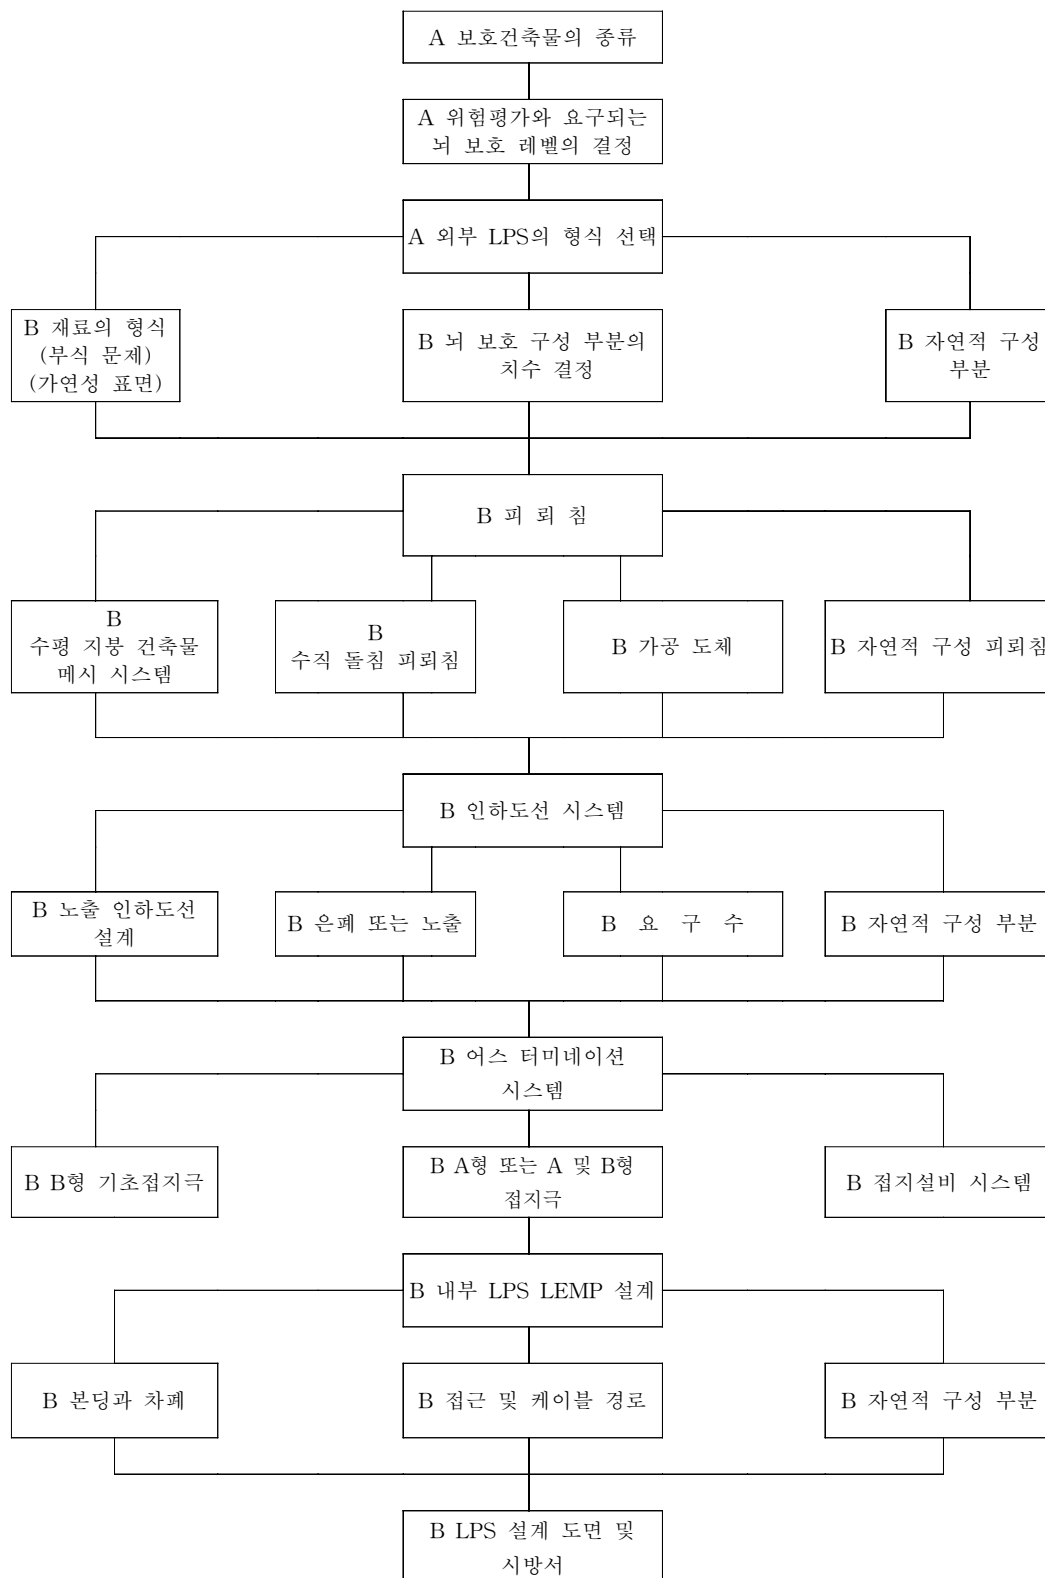 A 보호건축물의 종류
A 위험평가와 요구되는
뇌 보호 레벨의 결정
A 외부 LPS의 형식 선택
B 재료의 형식
(부식 문제)
(가연성 표면)
B 뇌 보호 구성 부분의
치수 결정
B 자연적 구성
부분
B 피 뢰 침
B
수평 지붕 건축물
메시 시스템
B
수직 돌침 피뢰침
B 가공 도체
B 자연적 구성 피뢰침
B 인하도선 시스템
B 노출 인하도선
설계
B 은폐 또는 노출
B 요 구 수
B 자연적 구성 부분
B 어스 터미네이션
시스템
B B형 기초접지극
B A형 또는 A 및 B형
접지극
B 접지설비 시스템
B 내부 LPS LEMP 설계
B 본딩과 차폐
B 접근 및 케이블 경로
B 자연적 구성 부분
B LPS 설계 도면 및
시방서